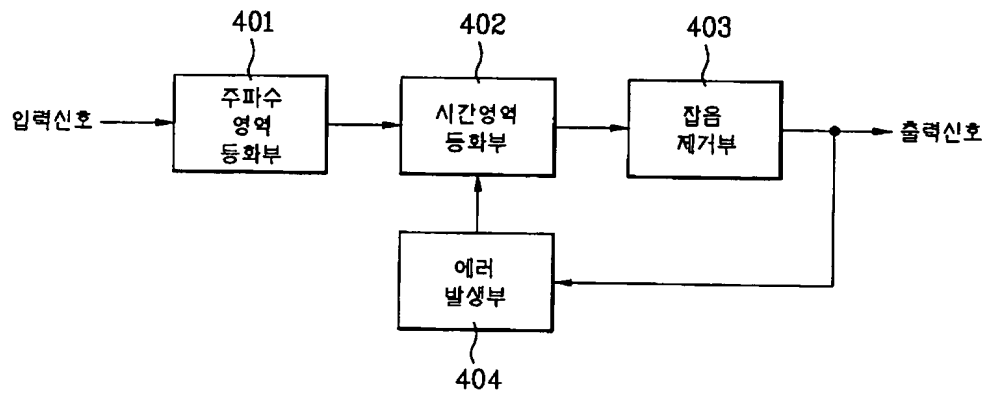 401
402
403
입력신호
주파수
영역
등화부
시간영역
등화부
잡음
제거부
출력신호
에러
발생부
404